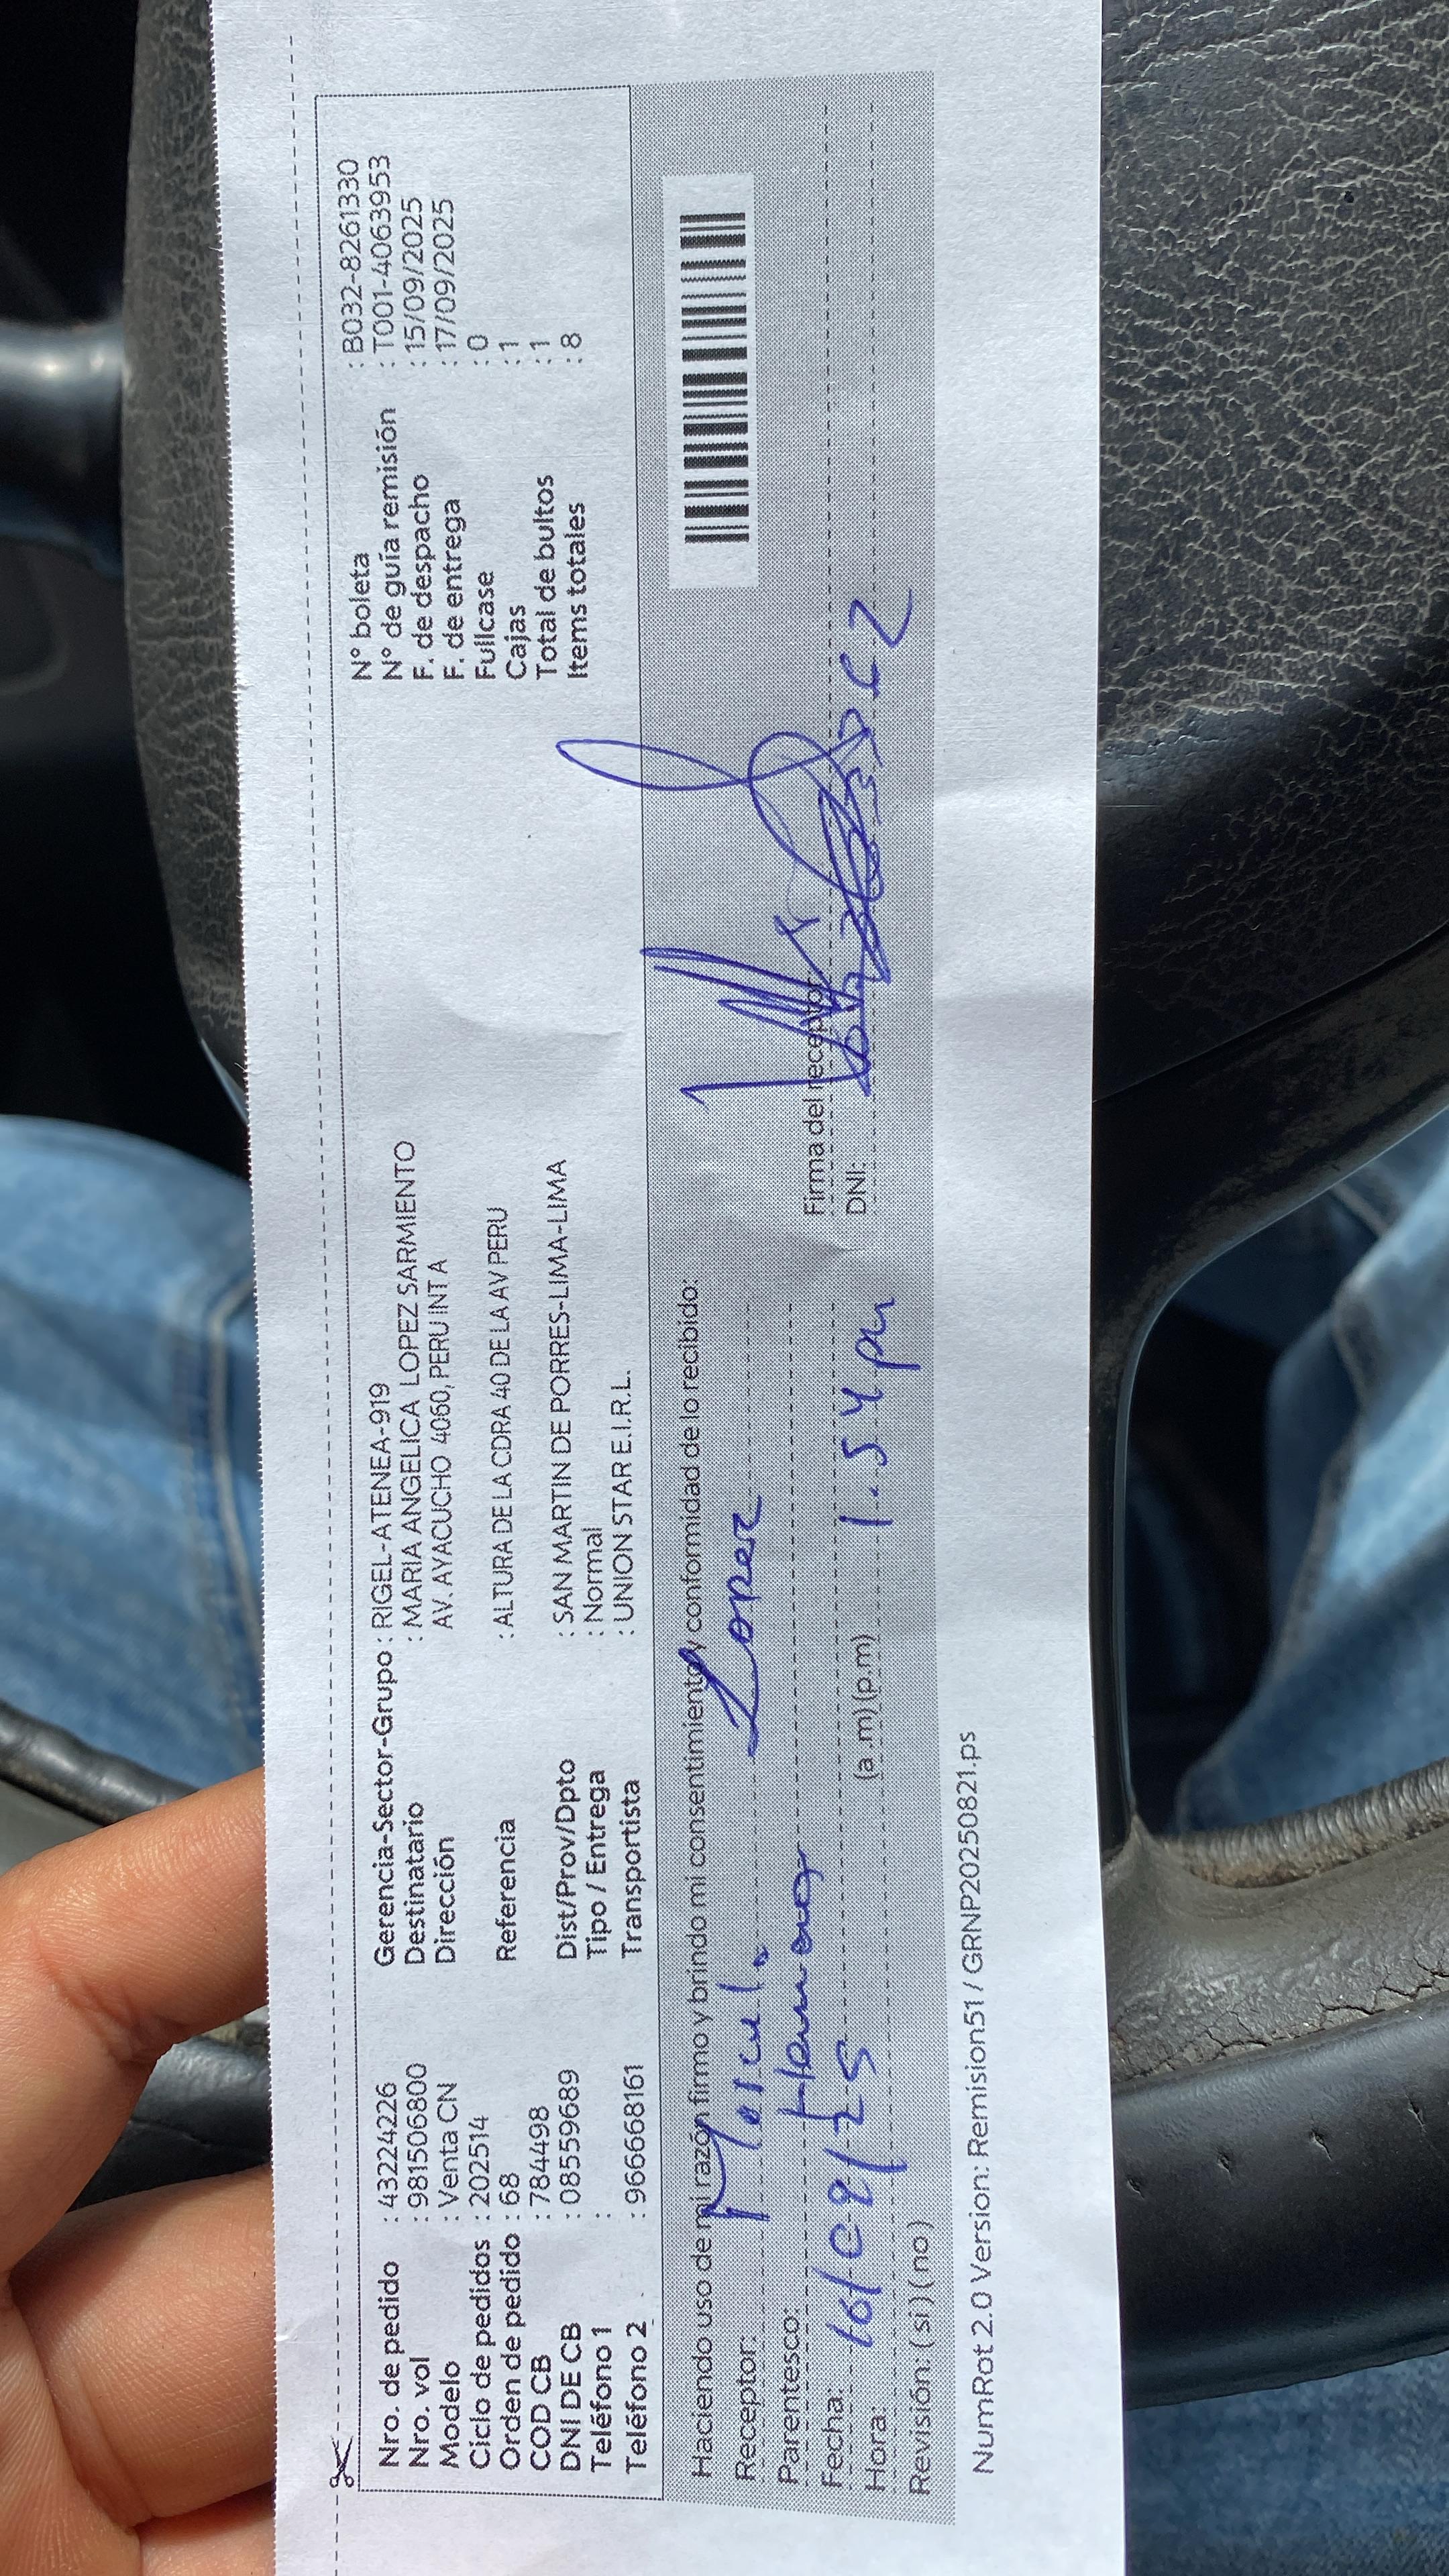 Nro. de pedido : 43224226 Gerencia-Sector-Grupo : RIGEL-ATENEA-919 N° boleta : B032-8261330
Nro. vol : 981506800 Destinatario : MARIA ANGELICA LOPEZ SARMIENTO N° de guía remisión : T001-4063953
Modelo : Venta CN Dirección AV. AYACUCHO 4060, PERU INT A F. de despacho : 15/09/2025
Ciclo de pedidos : 202514 F. de entrega : 17/09/2025
Orden de pedido : 68 Referencia : ALTURA DE LA CDRA 40 DE LA AV PERU Fullcase : 0
COD CB : 784498 Cajas : 1
DNI DE CB : 08559689 Dist/Prov/Dpto : SAN MARTIN DE PORRES-LIMA-LIMA Total de bultos : 1
Teléfono 1 : Tipo / Entrega : Normal Items totales : 8
Teléfono 2 : 966668161 Transportista : UNION STAR E.I.R.L.
Haciendo uso de mi razón firmo y brindo mi consentimiento y conformidad de lo recibido:
Receptor: Lopez
Parentesco: Hermano
Fecha: 16/09/25 Firma del receptor
Hora: (a .m) (p.m) 1.54 pm DNI:
Revisión: ( si ) ( no )
NumRot 2.0 Version: Remision51 / GRNP20250821.ps